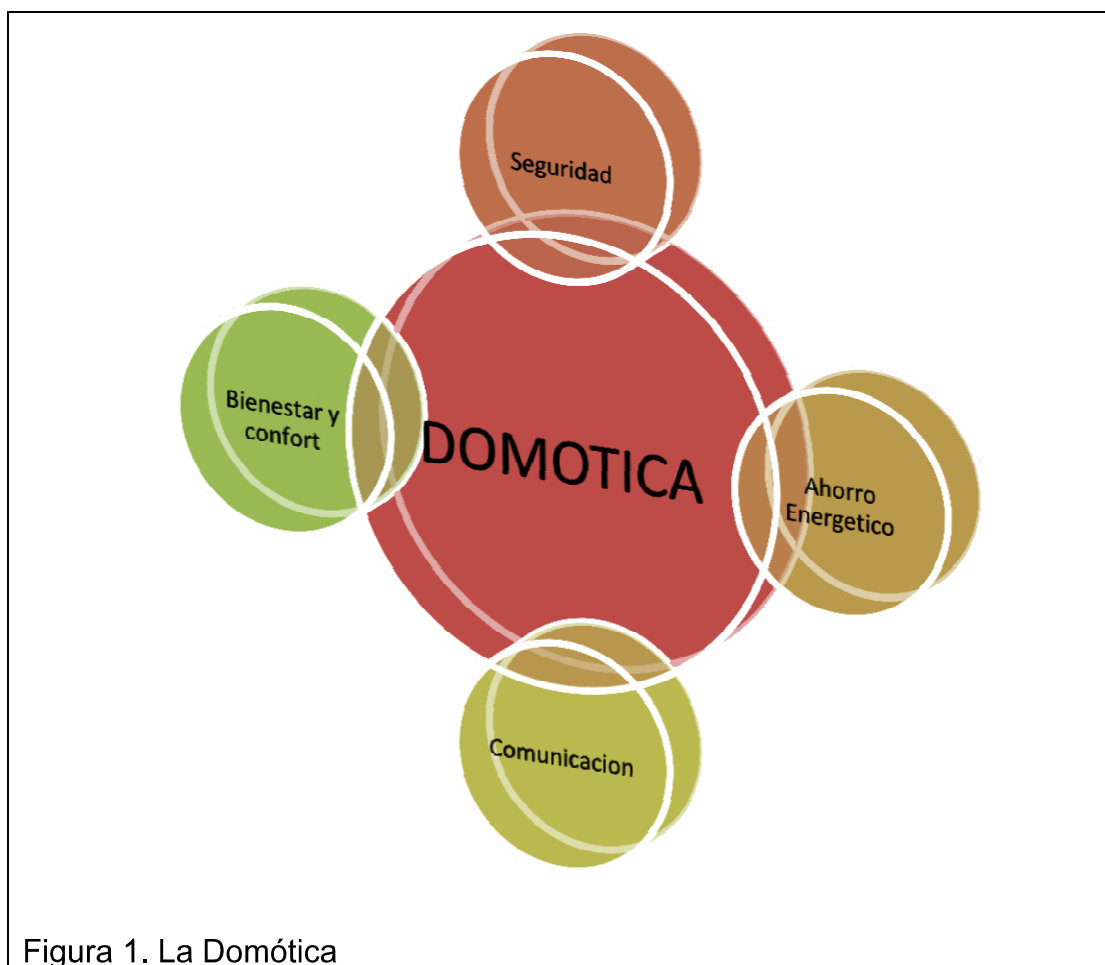 Seguridad
Bienestar y
confort
DOMOTICA
Ahorro
Energetico
Comunicacion
Figura 1. La Domótica